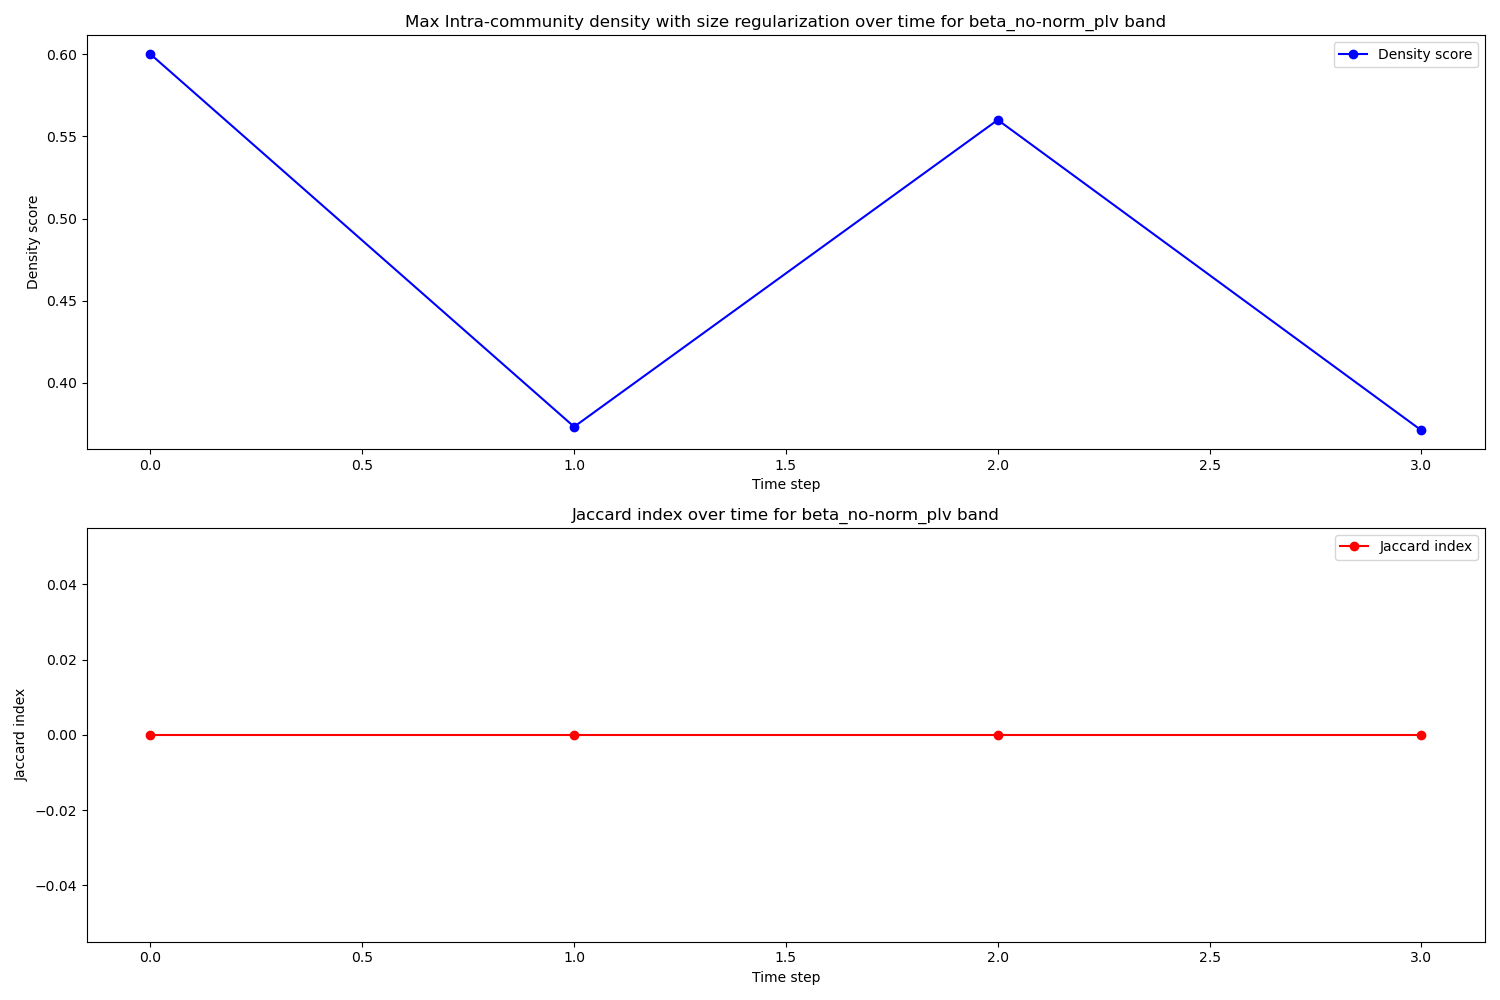 Max Intra-community density with size regularization over time for beta_no-norm_plv band
Density score
0.60
0.55
0.50
0.45
0.40
Density score
0.0 0.5 1.0 1.5 2.0 2.5 3.0
Time step
Jaccard index over time for beta_no-norm_plv band
Jaccard index
0.04
0.02
0.00
−0.02
−0.04
Jaccard index
0.0 0.5 1.0 1.5 2.0 2.5 3.0
Time step